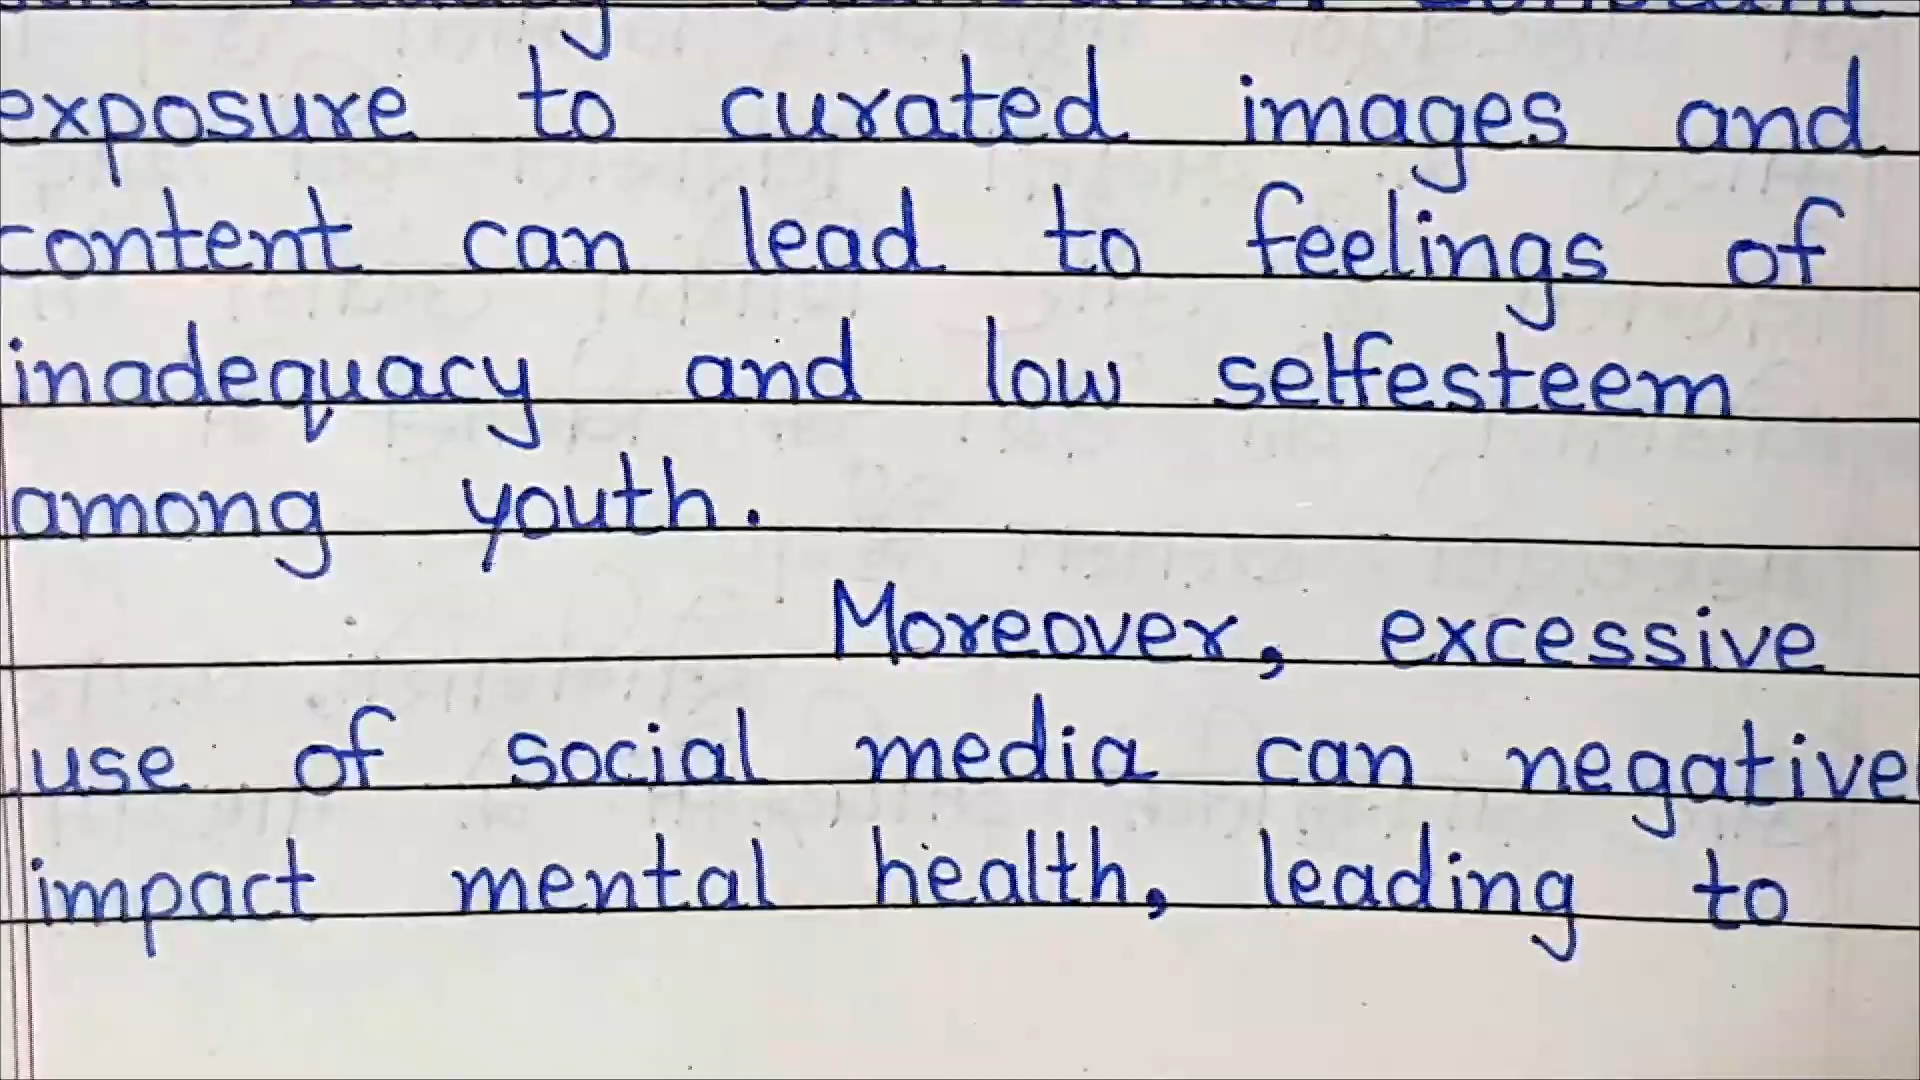 exposure to curated images and
content can lead to feelings of
inadequacy and low selfesteem
among youth.
Moreover, excessive
use of social media can negative
impact mental health, leading to